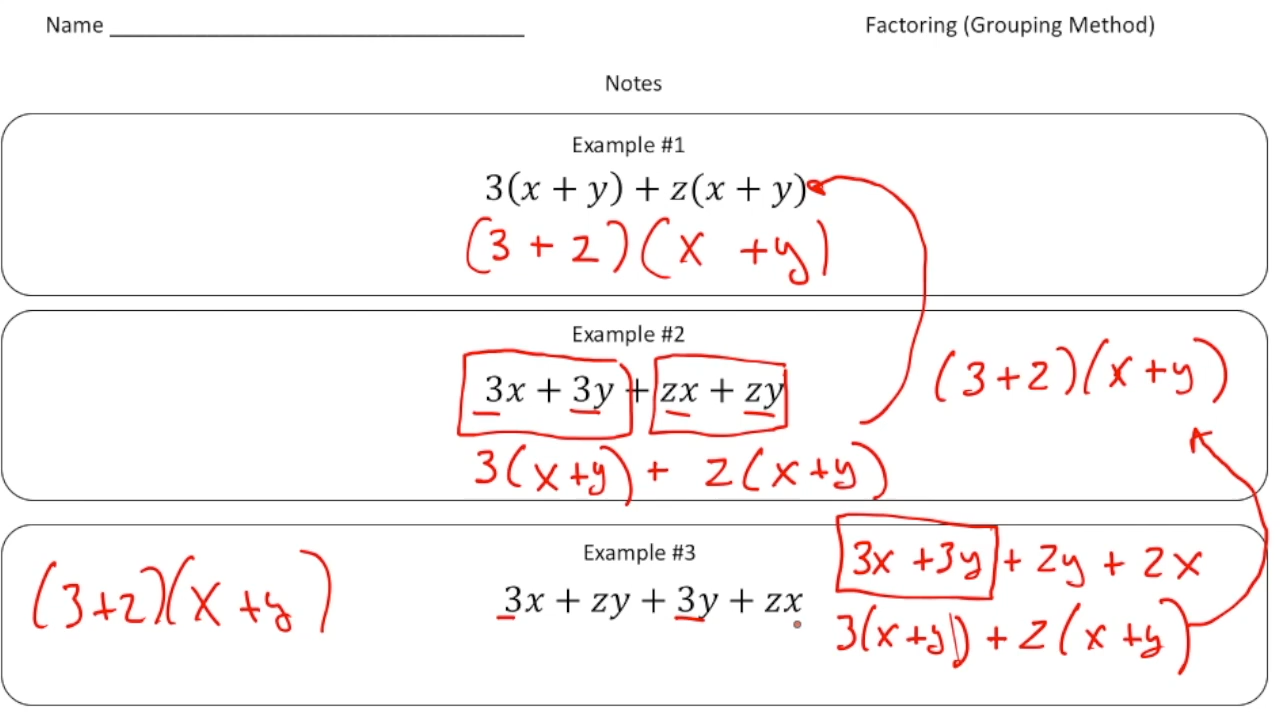 Name ______________________________ Factoring (Grouping Method)
Notes
Example #1
3(x + y) + z(x + y)
(3 + z)(x + y)
Example #2
3x + 3y + zx + zy
(3+z)(x+y)
3(x+y) + z(x+y)
Example #3
3x + zy + 3y + zx
(3+z)(x+y)
3x +3y + zy + zx
3(x+y) + z(x+y)